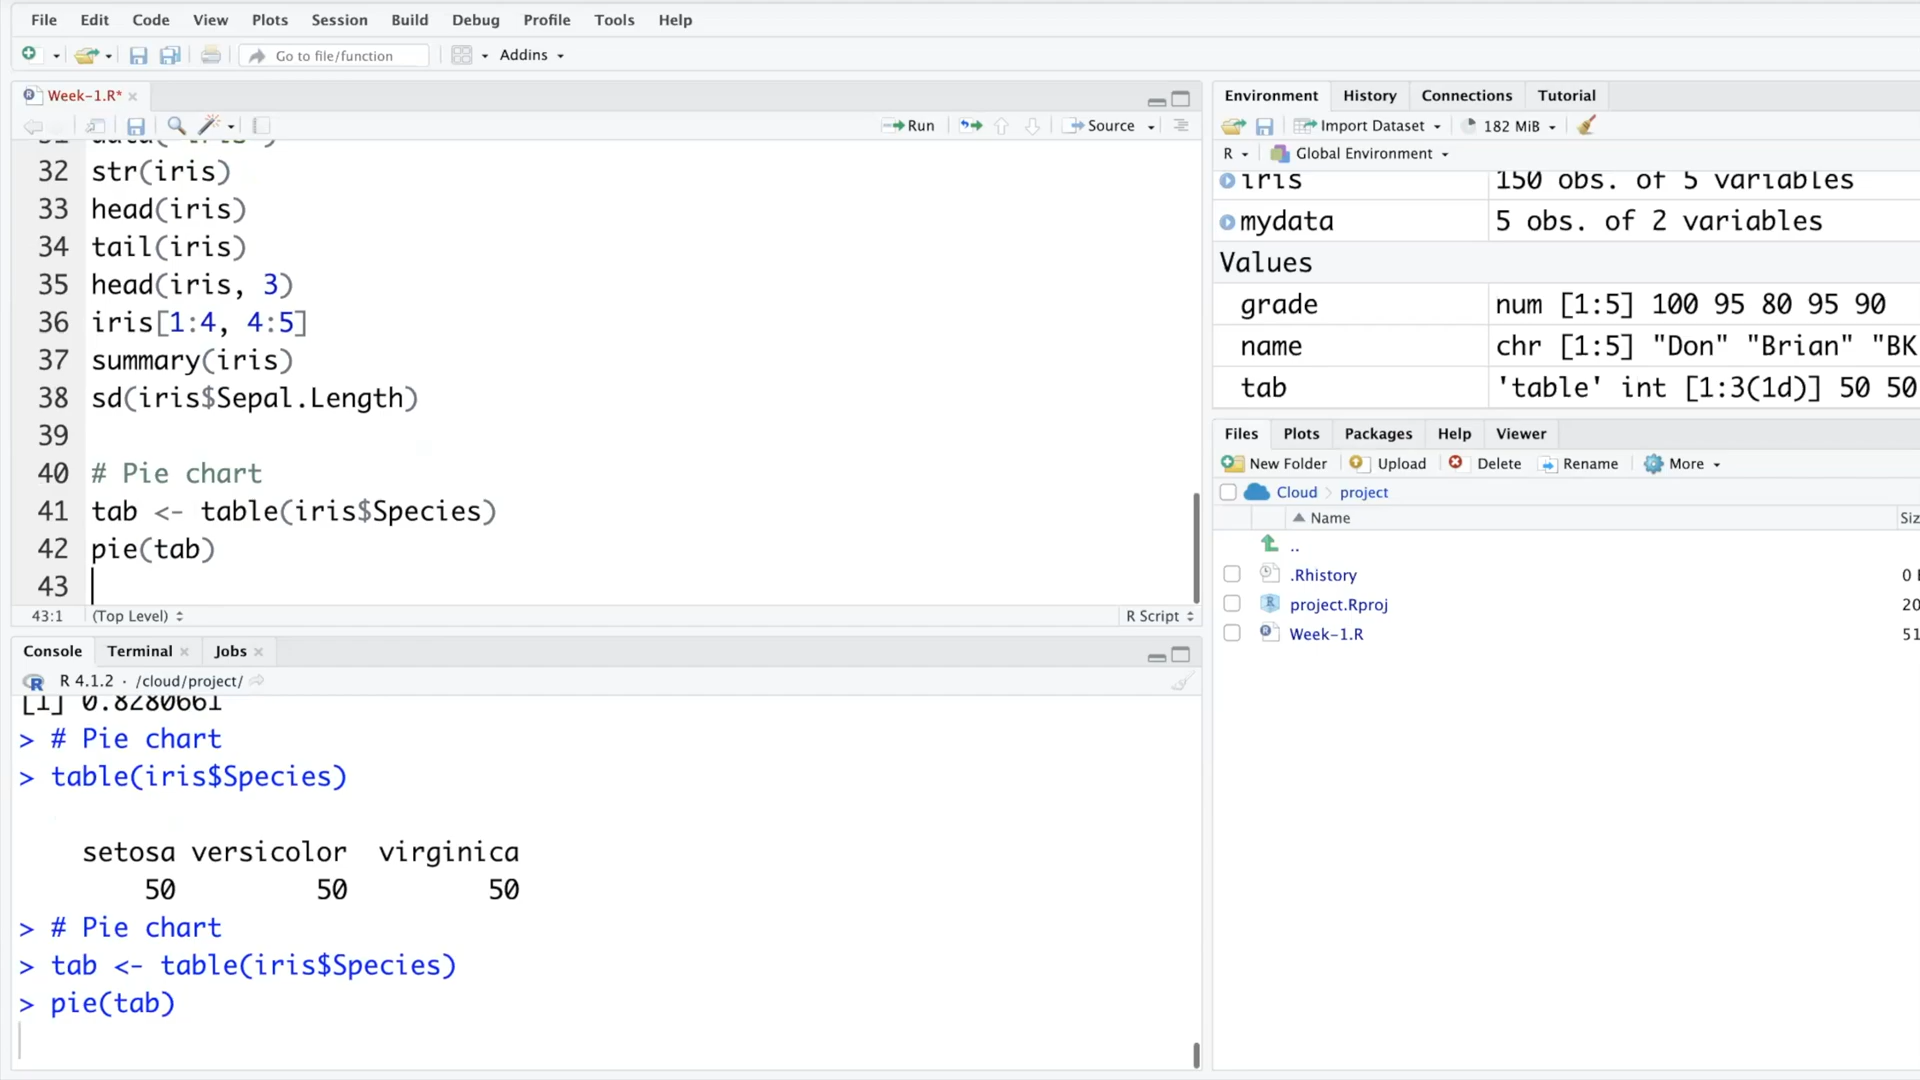 File Edit Code View Plots Session Build Debug Profile Tools Help
Go to file/function Addins
Week-1.R*
Run Source
32 str(iris)
33 head(iris)
34 tail(iris)
35 head(iris, 3)
36 iris[1:4, 4:5]
37 summary(iris)
38 sd(iris$Sepal.Length)
39
40 # Pie chart
41 tab <- table(iris$Species)
42 pie(tab)
43
43:1 (Top Level) R Script
Console Terminal Jobs
R 4.1.2 · /cloud/project/
[1] 0.8280661
> # Pie chart
> table(iris$Species)
setosa versicolor virginica
50 50 50
> # Pie chart
> tab <- table(iris$Species)
> pie(tab)
Environment History Connections Tutorial
Import Dataset 182 MiB
R Global Environment
iris 150 obs. of 5 variables
mydata 5 obs. of 2 variables
Values
grade num [1:5] 100 95 80 95 90
name chr [1:5] "Don" "Brian" "BK
tab 'table' int [1:3(1d)] 50 50
Files Plots Packages Help Viewer
New Folder Upload Delete Rename More
Cloud project
Name
..
.Rhistory 0
project.Rproj 20
Week-1.R 51